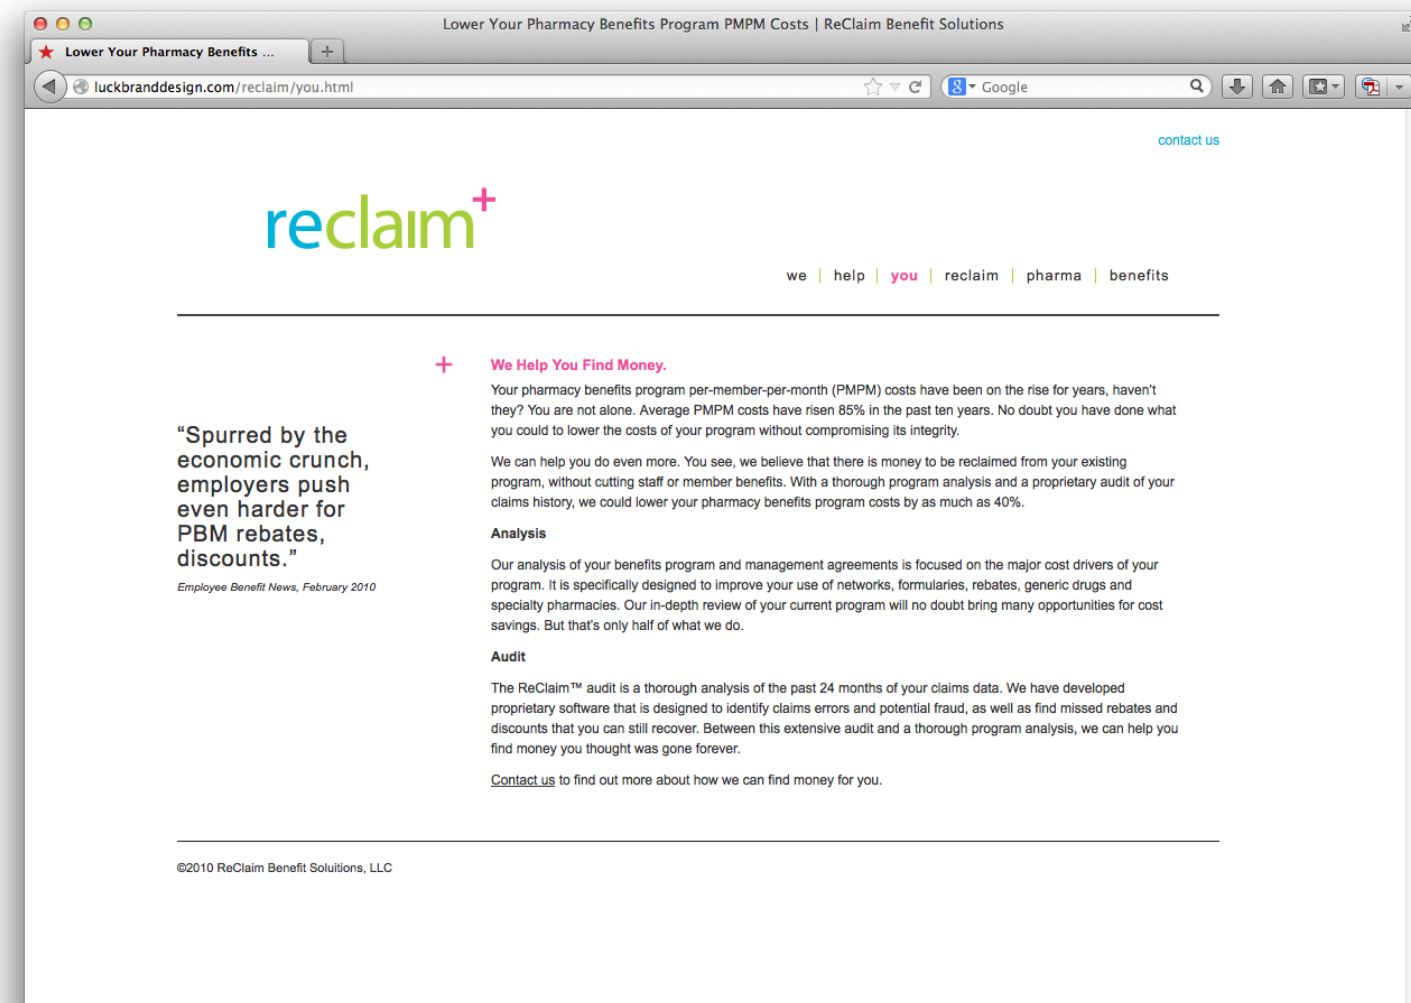 Lower Your Pharmacy Benefits Program PMPM Costs | ReClaim Benefit Solutions
Lower Your Pharmacy Benefits ...
luckbranddesign.com/reclaim/you.html
Google
contact us
reclaim+
we | help | you | reclaim | pharma | benefits
+ We Help You Find Money.
Your pharmacy benefits program per-member-per-month (PMPM) costs have been on the rise for years, haven't
they? You are not alone. Average PMPM costs have risen 85% in the past ten years. No doubt you have done what
you could to lower the costs of your program without compromising its integrity.
We can help you do even more. You see, we believe that there is money to be reclaimed from your existing
program, without cutting staff or member benefits. With a thorough program analysis and a proprietary audit of your
claims history, we could lower your pharmacy benefits program costs by as much as 40%.
Analysis
Our analysis of your benefits program and management agreements is focused on the major cost drivers of your
program. It is specifically designed to improve your use of networks, formularies, rebates, generic drugs and
specialty pharmacies. Our in-depth review of your current program will no doubt bring many opportunities for cost
savings. But that's only half of what we do.
Audit
The ReClaim™ audit is a thorough analysis of the past 24 months of your claims data. We have developed
proprietary software that is designed to identify claims errors and potential fraud, as well as find missed rebates and
discounts that you can still recover. Between this extensive audit and a thorough program analysis, we can help you
find money you thought was gone forever.
Contact us to find out more about how we can find money for you.
“Spurred by the
economic crunch,
employers push
even harder for
PBM rebates,
discounts.”
Employee Benefit News, February 2010
©2010 ReClaim Benefit Soluitions, LLC